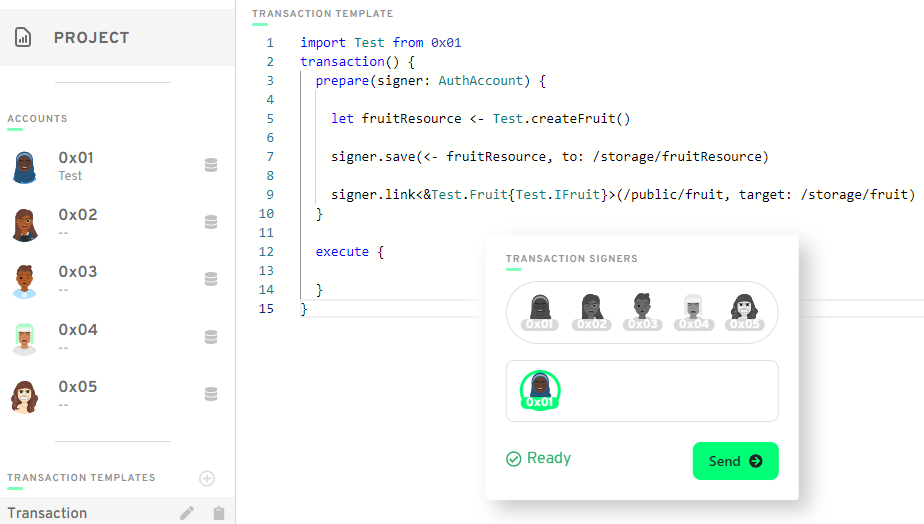 PROJECT
ACCOUNTS
0x01
Test
0x02
--
0x03
--
0x04
--
0x05
--
TRANSACTION TEMPLATES
Transaction
TRANSACTION TEMPLATE
1 import Test from 0x01
2 transaction() {
3 prepare(signer: AuthAccount) {
4
5 let fruitResource <- Test.createFruit()
6
7 signer.save(<- fruitResource, to: /storage/fruitResource)
8
9 signer.link<&Test.Fruit{Test.IFruit}>(/public/fruit, target: /storage/fruit)
10 }
11
12 execute {
13
14 }
15 }
TRANSACTION SIGNERS
0x01 0x02 0x03 0x04 0x05
0x01
Ready Send